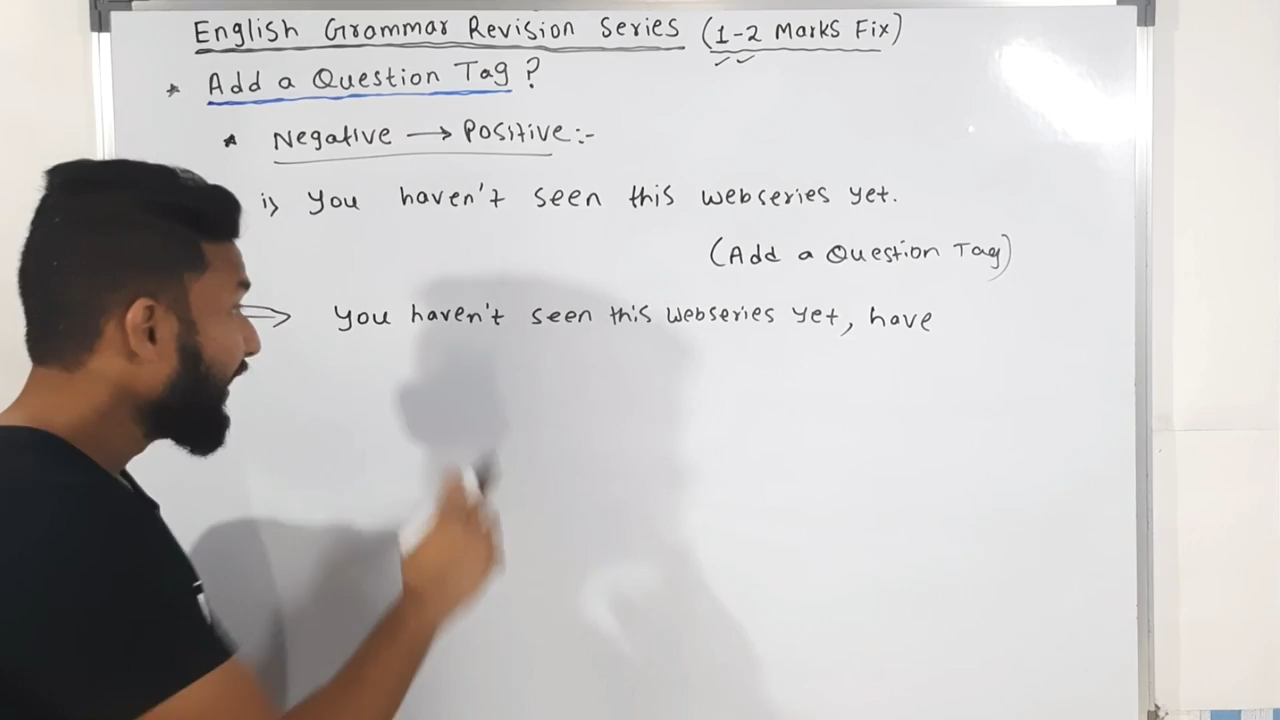 English Grammar Revision Series (1-2 Marks Fix)
* Add a Question Tag?
* Negative → Positive:-
i> You haven't seen this webseries yet.
(Add a Question Tag)
⇒ You haven't seen this webseries yet, have